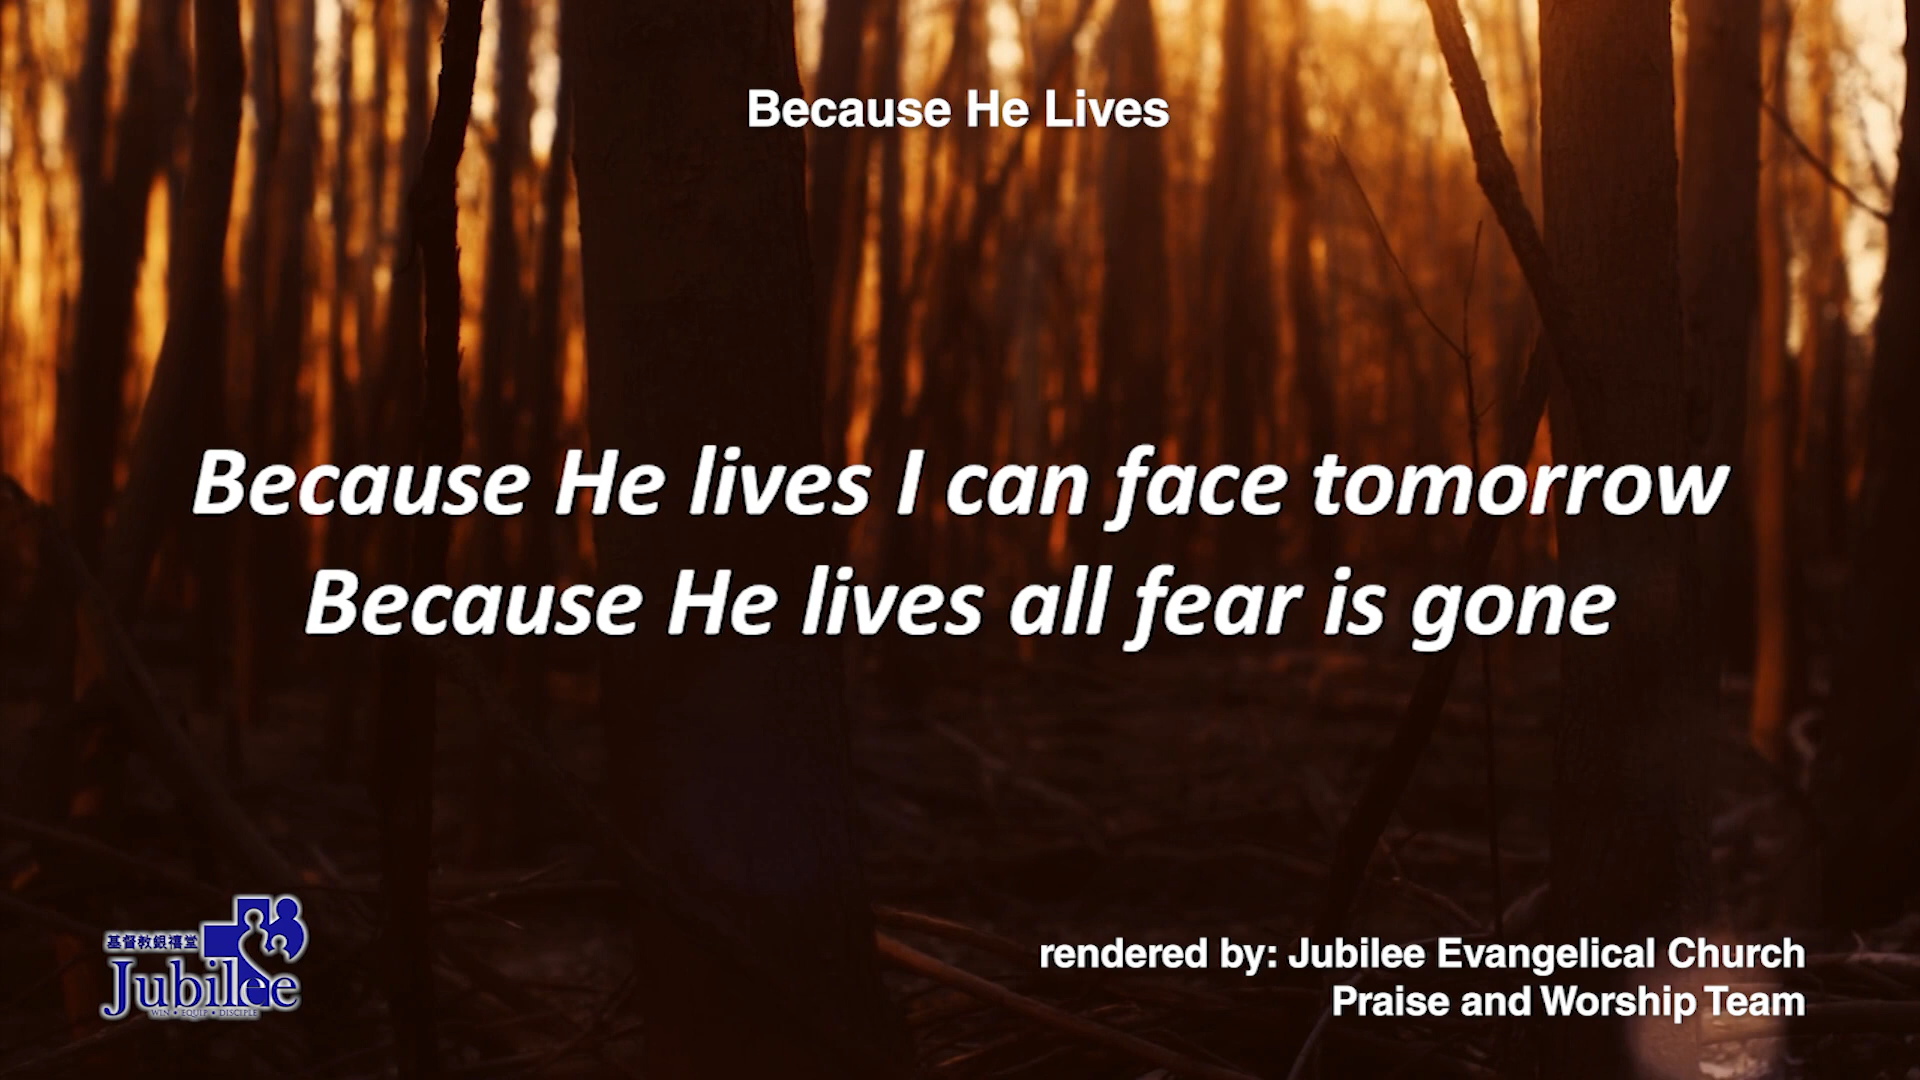 Because He Lives
Because He lives I can face tomorrow
Because He lives all fear is gone
基督教銀禧堂
Jubilee
WIN • EQUIP • DISCIPLE
rendered by: Jubilee Evangelical Church
Praise and Worship Team